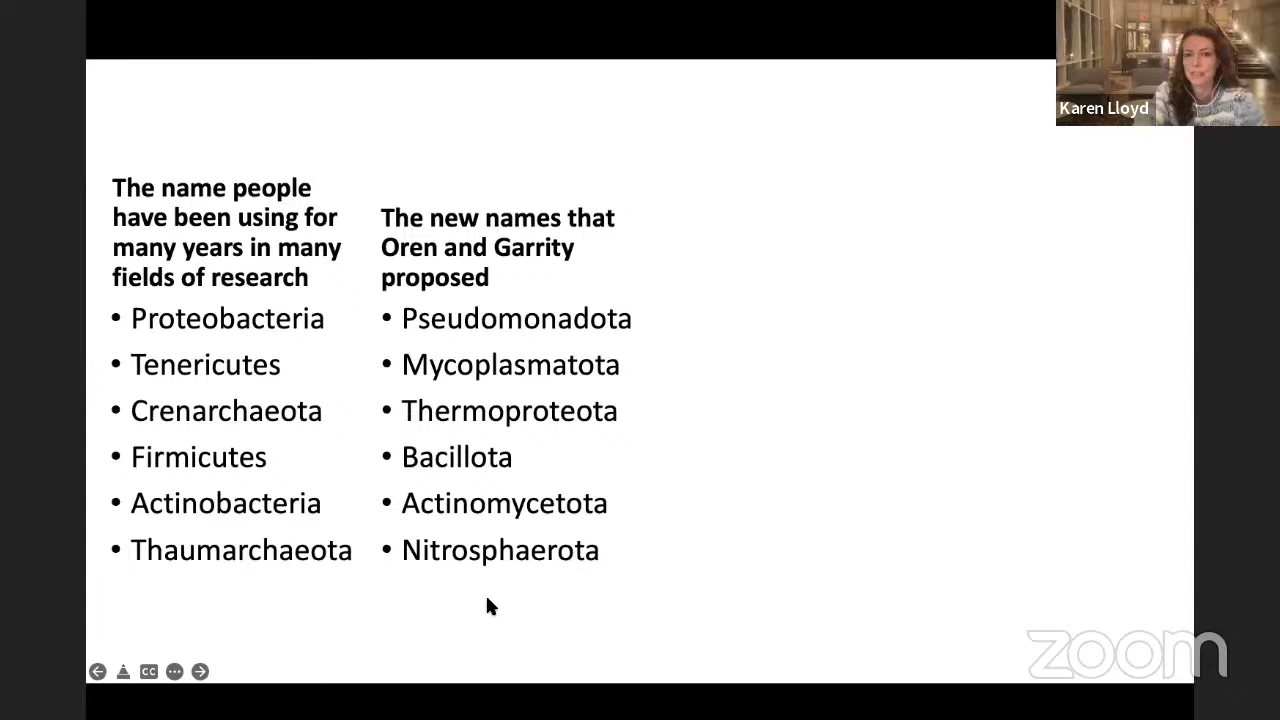 Karen Lloyd
The name people
have been using for
many years in many
fields of research
• Proteobacteria
• Tenericutes
• Crenarchaeota
• Firmicutes
• Actinobacteria
• Thaumarchaeota
The new names that
Oren and Garrity
proposed
• Pseudomonadota
• Mycoplasmatota
• Thermoproteota
• Bacillota
• Actinomycetota
• Nitrosphaerota
CC
zoom